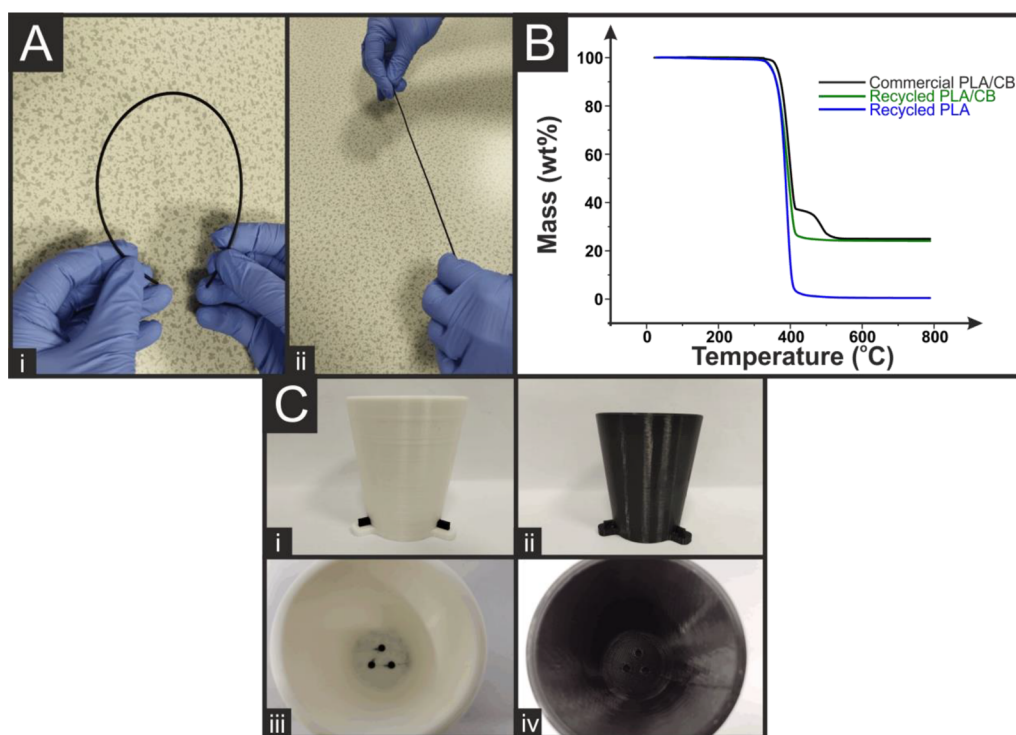 A
i
ii
B
Mass (wt%)
100
80
60
40
20
0
Commercial PLA/CB
Recycled PLA/CB
Recycled PLA
0
200
400
600
800
Temperature (°C)
C
i
ii
iii
iv